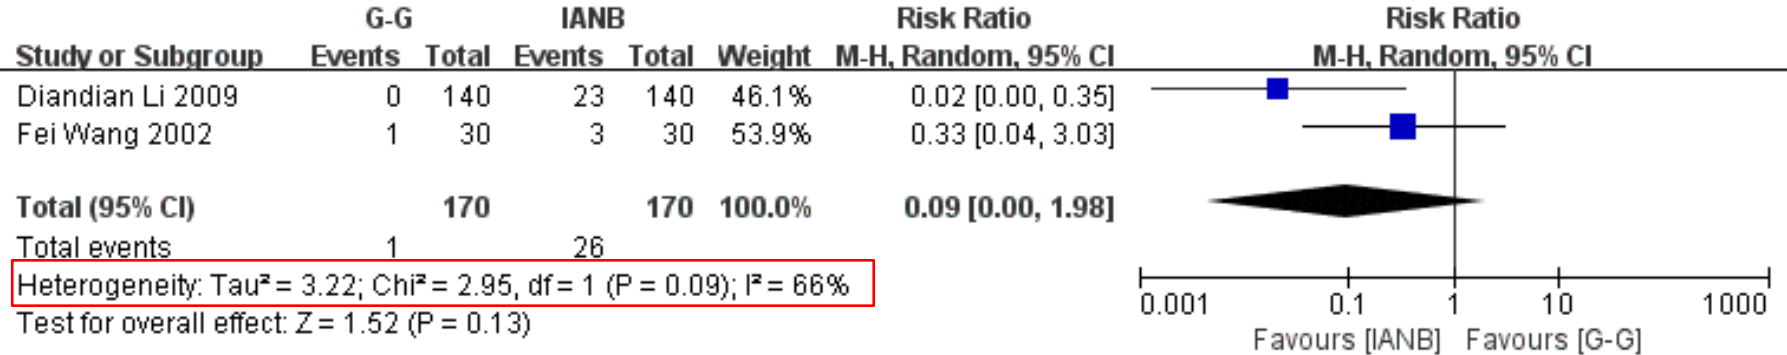 G-G IANB Risk Ratio Risk Ratio
Study or Subgroup Events Total Events Total Weight M-H, Random, 95% CI M-H, Random, 95% CI
Diandian Li 2009 0 140 23 140 46.1% 0.02 [0.00, 0.35]
Fei Wang 2002 1 30 3 30 53.9% 0.33 [0.04, 3.03]
Total (95% CI) 170 170 100.0% 0.09 [0.00, 1.98]
Total events 1 26
Heterogeneity: Tau² = 3.22; Chi² = 2.95, df = 1 (P = 0.09); I² = 66%
Test for overall effect: Z = 1.52 (P = 0.13)
0.001 0.1 1 10 1000
Favours [IANB] Favours [G-G]